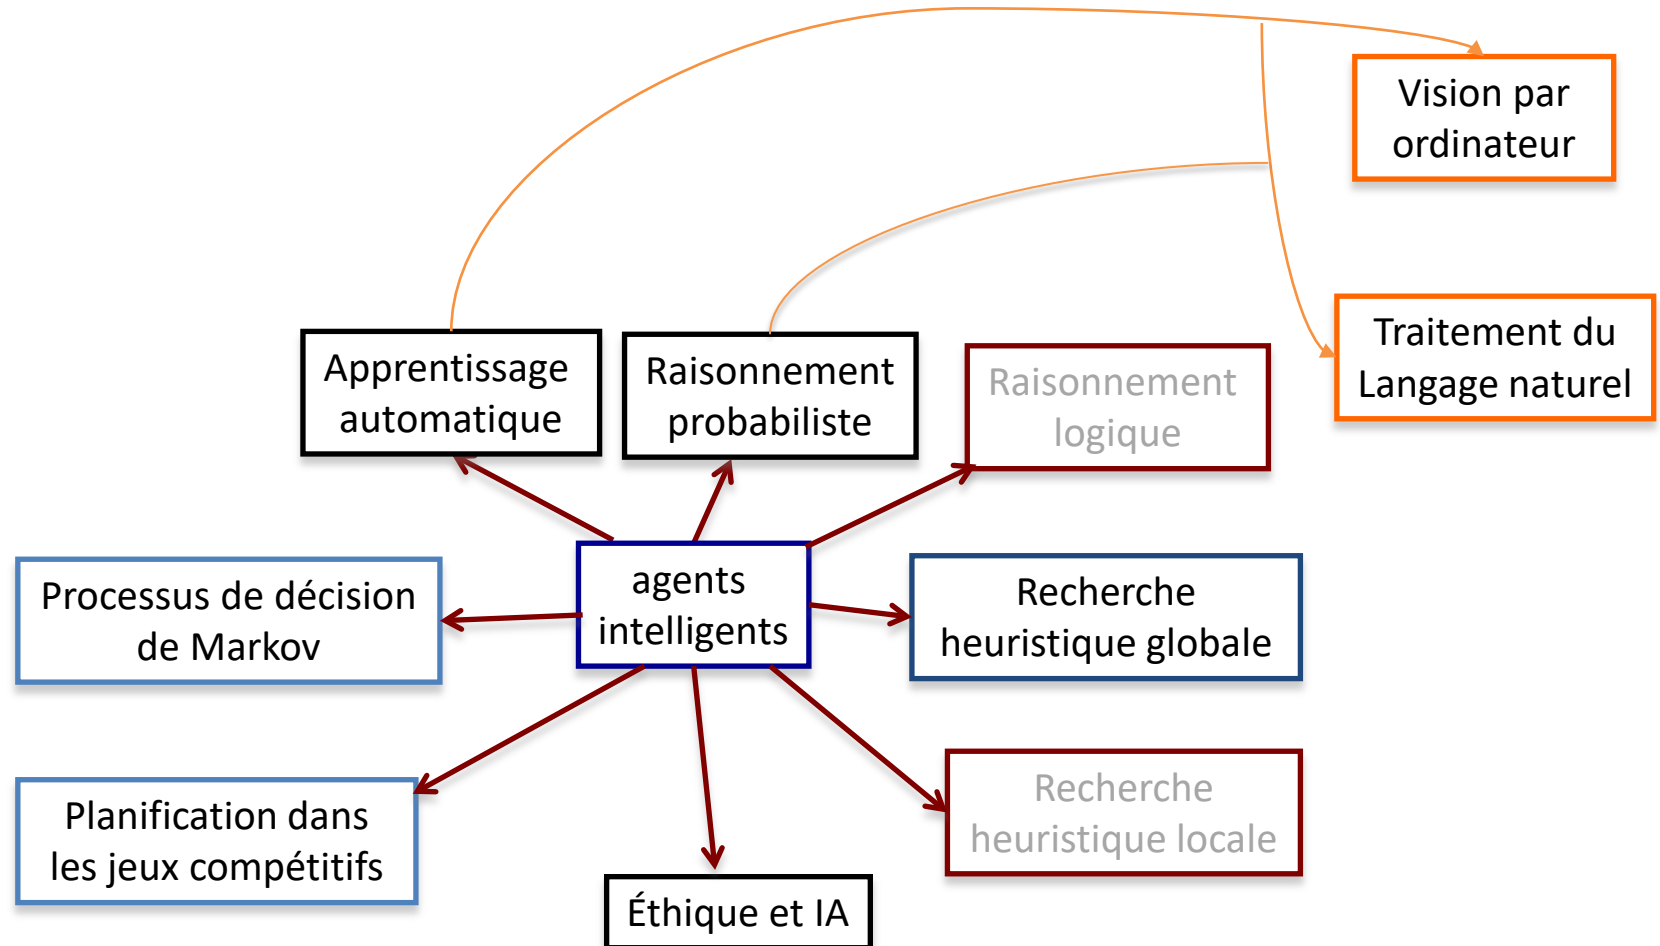 Vision par
ordinateur
Traitement du
Langage naturel
Apprentissage
automatique
Raisonnement
probabiliste
Raisonnement
logique
Processus de décision
de Markov
agents
intelligents
Recherche
heuristique globale
Planification dans
les jeux compétitifs
Recherche
heuristique locale
Éthique et IA